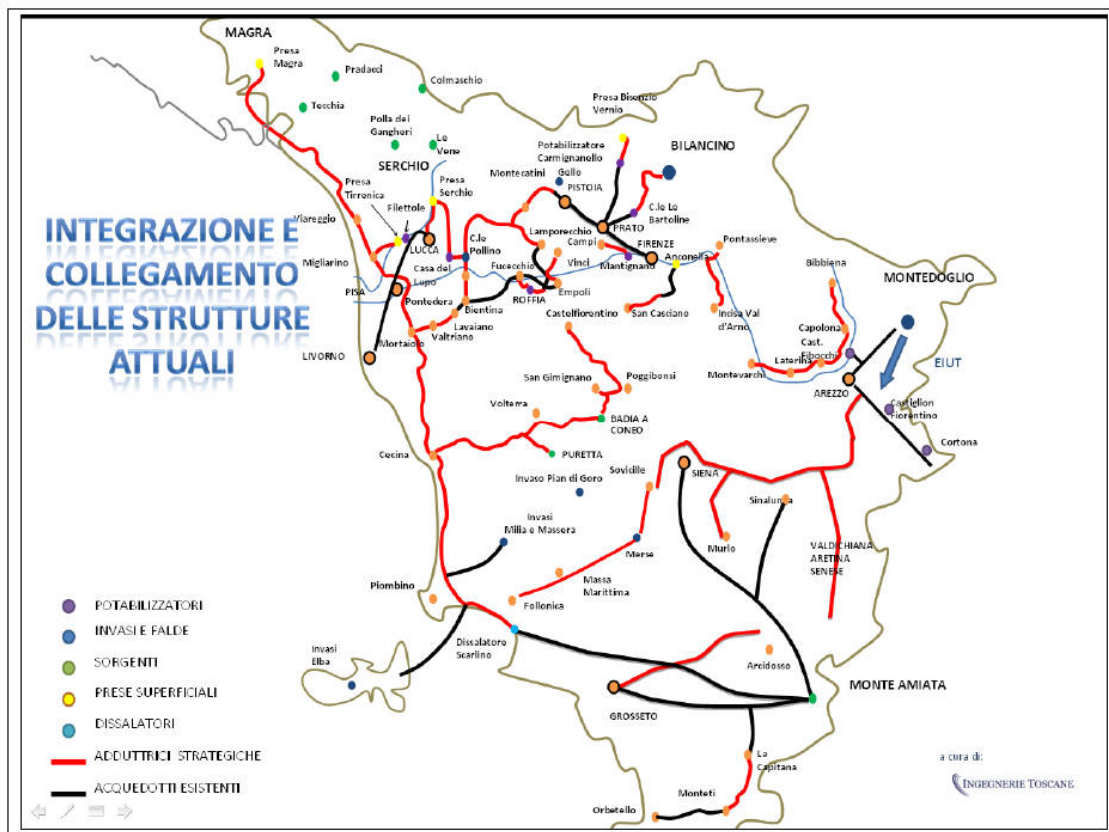 MAGRA
Presa
Magra
Pradacci
Colmaschio
Tecchia
Presa Bisenzio
Vernio
Polla dei
Gangheri
Le
Vene
Potabilizzatore
Carmignanello
BILANCINO
SERCHIO
Montecatini
Gello
PISTOIA
Presa
Tirrenica
Presa
Serchio
Filettole
C.le Le
Bartoline
Viareggio
PRATO
INTEGRAZIONE E
COLLEGAMENTO
DELLE STRUTTURE
ATTUALI
LUCCA
C.le
Pollino
Lamporecchio
Campi
FIRENZE
Pontassieve
Migliarino
Casa del
Lupo
Fucecchio
Vinci
Mantignano
Anconella
Bibbiena
MONTEDOGLIO
PISA
Pontedera
ROFFIA
Empoli
Bientina
Castelfiorentino
San Casciano
Incisa Val
d'Arno
Capolona
Lavaiano
Valtriano
Mortaiolo
Cast.
Fibocchi
LIVORNO
Laterina
Montevarchi
EIUT
AREZZO
San Gimignano
Poggibonsi
Castiglion
Fiorentino
Volterra
BADIA A
CONEO
Cortona
Cecina
PURETTA
Sovicille
SIENA
Invaso Pian di Goro
Sinalunga
Invasi
Milia e Massera
Merse
Murlo
VALDICHIANA
ARETINA
SENESE
Massa
Marittima
Piombino
Follonica
POTABILIZZATORI
INVASI E FALDE
SORGENTI
PRESE SUPERFICIALI
DISSALATORI
ADDUTTRICI STRATEGICHE
ACQUEDOTTI ESISTENTI
Invasi
Elba
Dissalatore
Scarlino
Arcidosso
MONTE AMIATA
GROSSETO
La
Capitana
Monteti
Orbetello
a cura di:
INGEGNERIE TOSCANE